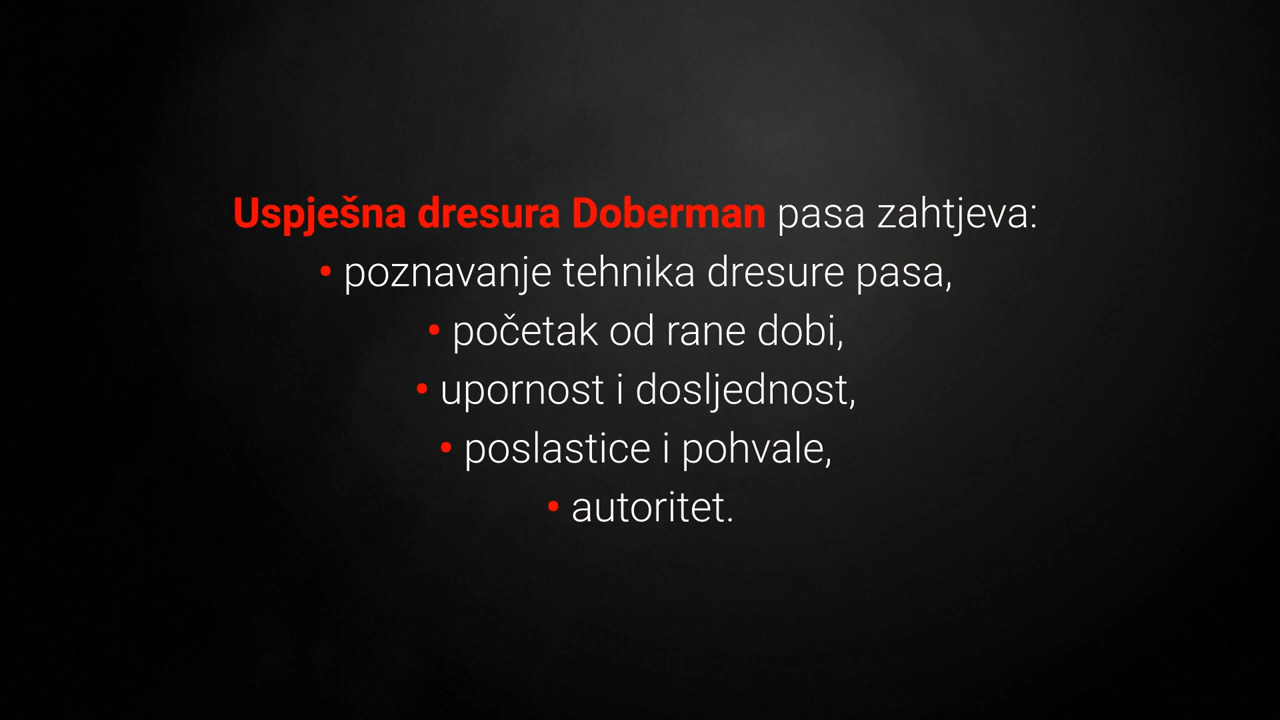 Uspješna dresura Doberman pasa zahtjeva:
• poznavanje tehnika dresure pasa,
• početak od rane dobi,
• upornost i dosljednost,
• poslastice i pohvale,
• autoritet.